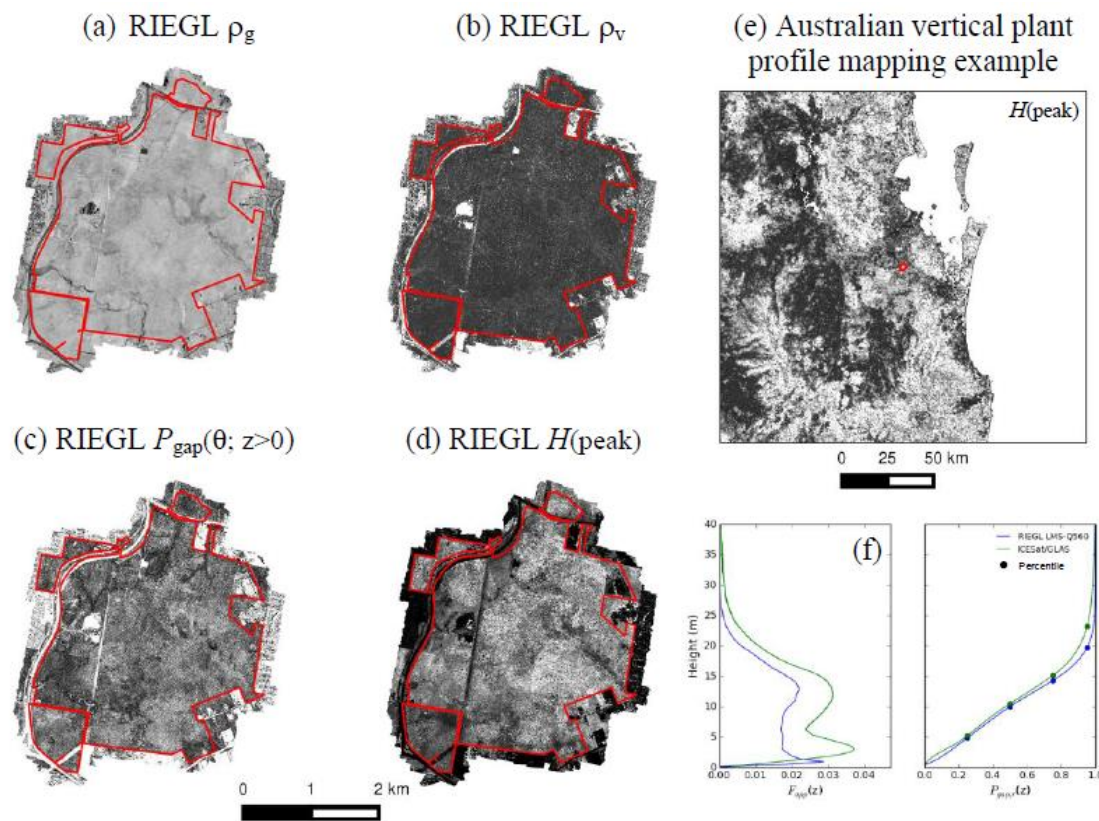 (a) RIEGL ρg
(b) RIEGL ρv
(e) Australian vertical plant
profile mapping example
H(peak)
0 25 50 km
(c) RIEGL Pgap(θ; z>0)
(d) RIEGL H(peak)
0 1 2 km
(f)
RIEGL LMS-Q560
ICESat/GLAS
Percentile
Height (m)
40
35
30
25
20
15
10
5
0
0.00 0.01 0.02 0.03 0.04
Fapp(z)
0.0 0.2 0.4 0.6 0.8 1.0